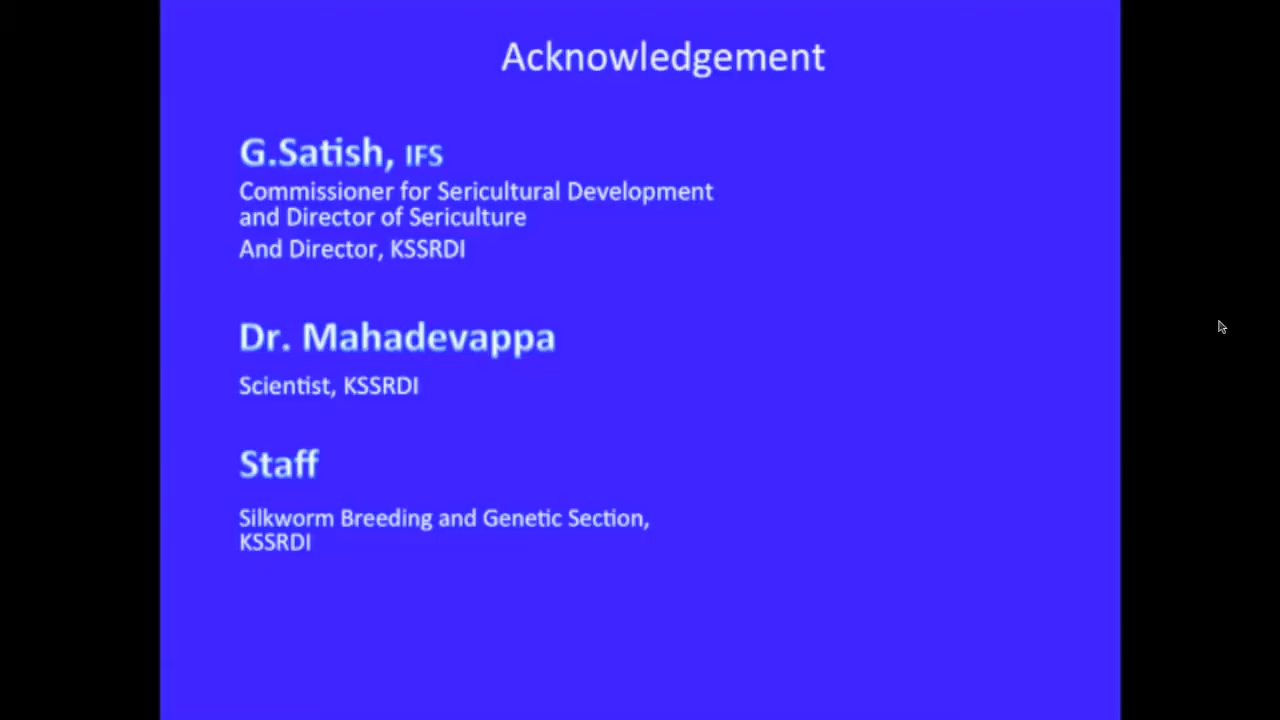 Acknowledgement
G.Satish, IFS
Commissioner for Sericultural Development
and Director of Sericulture
And Director, KSSRDI
Dr. Mahadevappa
Scientist, KSSRDI
Staff
Silkworm Breeding and Genetic Section,
KSSRDI